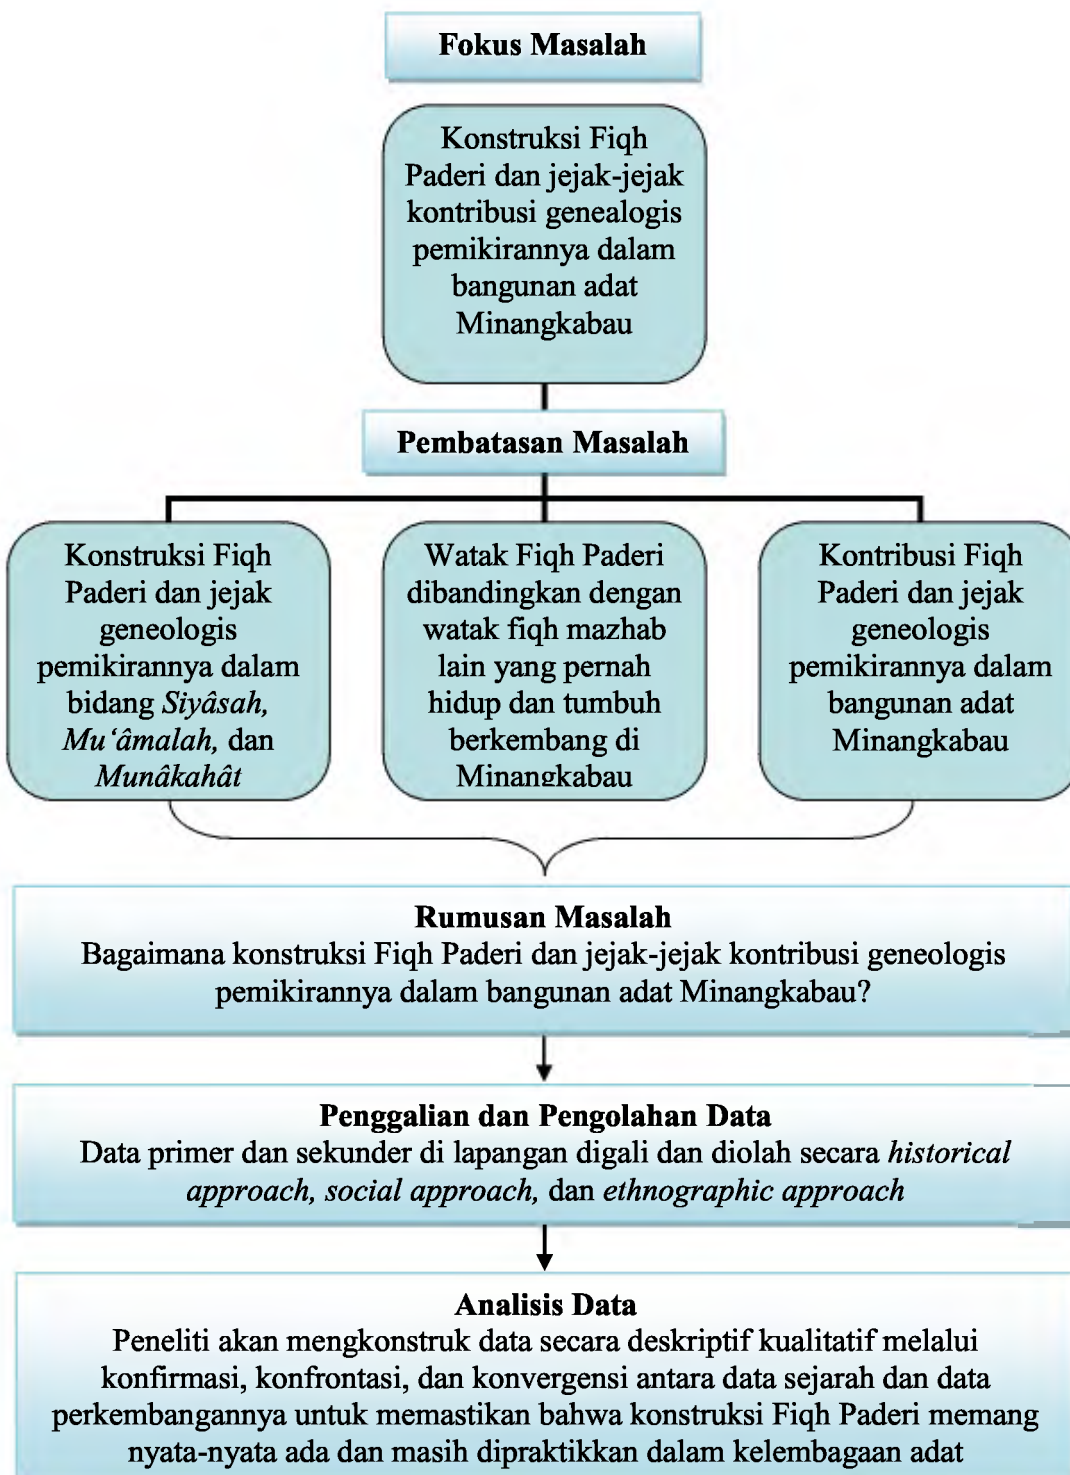 Fokus Masalah
Konstruksi Fiqh
Paderi dan jejak-jejak
kontribusi genealogis
pemikirannya dalam
bangunan adat
Minangkabau
Pembatasan Masalah
Konstruksi Fiqh
Paderi dan jejak
geneologis
pemikirannya dalam
bidang Siyâsah,
Mu‘âmalah, dan
Munâkahât
Watak Fiqh Paderi
dibandingkan dengan
watak fiqh mazhab
lain yang pernah
hidup dan tumbuh
berkembang di
Minangkabau
Kontribusi Fiqh
Paderi dan jejak
geneologis
pemikirannya dalam
bangunan adat
Minangkabau
Rumusan Masalah
Bagaimana konstruksi Fiqh Paderi dan jejak-jejak kontribusi geneologis
pemikirannya dalam bangunan adat Minangkabau?
Penggalian dan Pengolahan Data
Data primer dan sekunder di lapangan digali dan diolah secara historical
approach, social approach, dan ethnographic approach
Analisis Data
Peneliti akan mengkonstruk data secara deskriptif kualitatif melalui
konfirmasi, konfrontasi, dan konvergensi antara data sejarah dan data
perkembangannya untuk memastikan bahwa konstruksi Fiqh Paderi memang
nyata-nyata ada dan masih dipraktikkan dalam kelembagaan adat